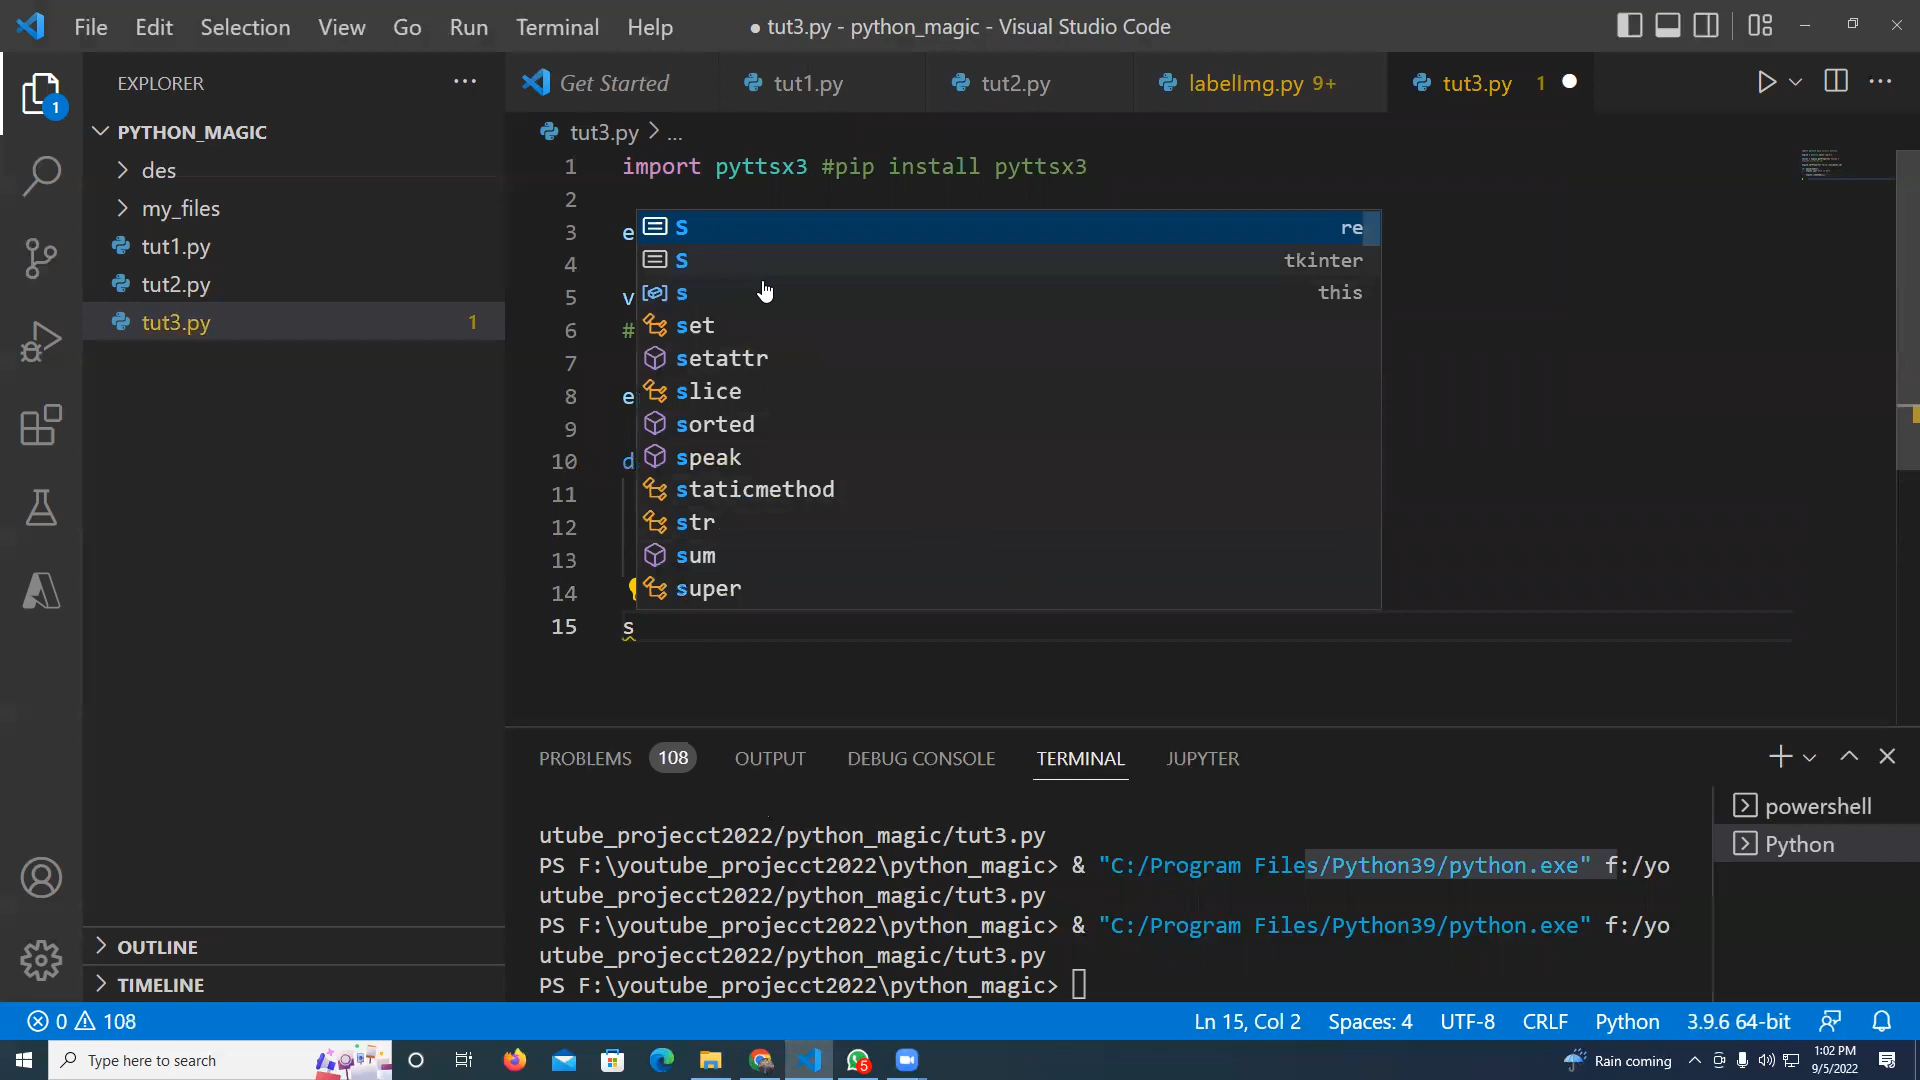 File Edit Selection View Go Run Terminal Help ● tut3.py - python_magic - Visual Studio Code
EXPLORER ...
Get Started tut1.py tut2.py labelImg.py 9+ tut3.py 1
PYTHON_MAGIC
des
my_files
tut1.py
tut2.py
tut3.py 1
tut3.py > ...
1 import pyttsx3 #pip install pyttsx3
2
3 e
4
5 v
6 #
7
8 e
9
10 d
11
12
13
14
15 s
S re
S tkinter
s this
set
setattr
slice
sorted
speak
staticmethod
str
sum
super
PROBLEMS 108 OUTPUT DEBUG CONSOLE TERMINAL JUPYTER
utube_projecct2022/python_magic/tut3.py
PS F:\youtube_projecct2022\python_magic> & "C:/Program Files/Python39/python.exe" f:/yo
utube_projecct2022/python_magic/tut3.py
PS F:\youtube_projecct2022\python_magic> & "C:/Program Files/Python39/python.exe" f:/yo
utube_projecct2022/python_magic/tut3.py
PS F:\youtube_projecct2022\python_magic>
powershell
Python
OUTLINE
TIMELINE
1
0 108 Ln 15, Col 2 Spaces: 4 UTF-8 CRLF Python 3.9.6 64-bit
Type here to search 5 Rain coming 1:02 PM
9/5/2022